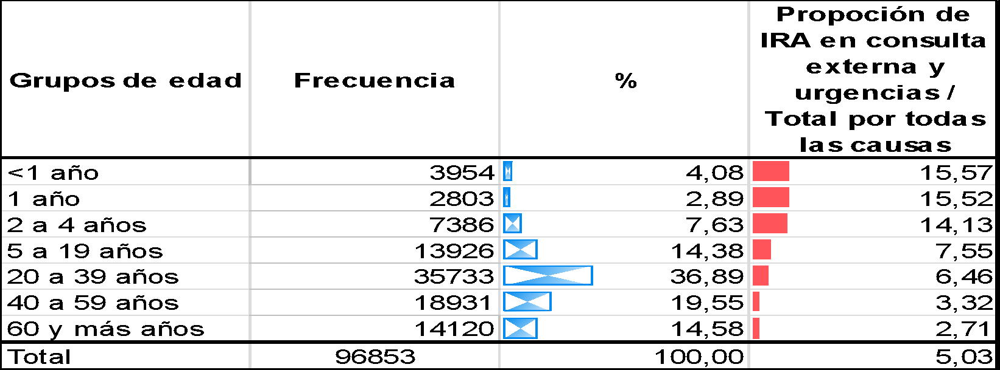 Grupos de edad Frecuencia % Propoción de
IRA en consulta
externa y
urgencias /
Total por todas
las causas
<1 año 3954 4,08 15,57
1 año 2803 2,89 15,52
2 a 4 años 7386 7,63 14,13
5 a 19 años 13926 14,38 7,55
20 a 39 años 35733 36,89 6,46
40 a 59 años 18931 19,55 3,32
60 y más años 14120 14,58 2,71
Total 96853 100,00 5,03